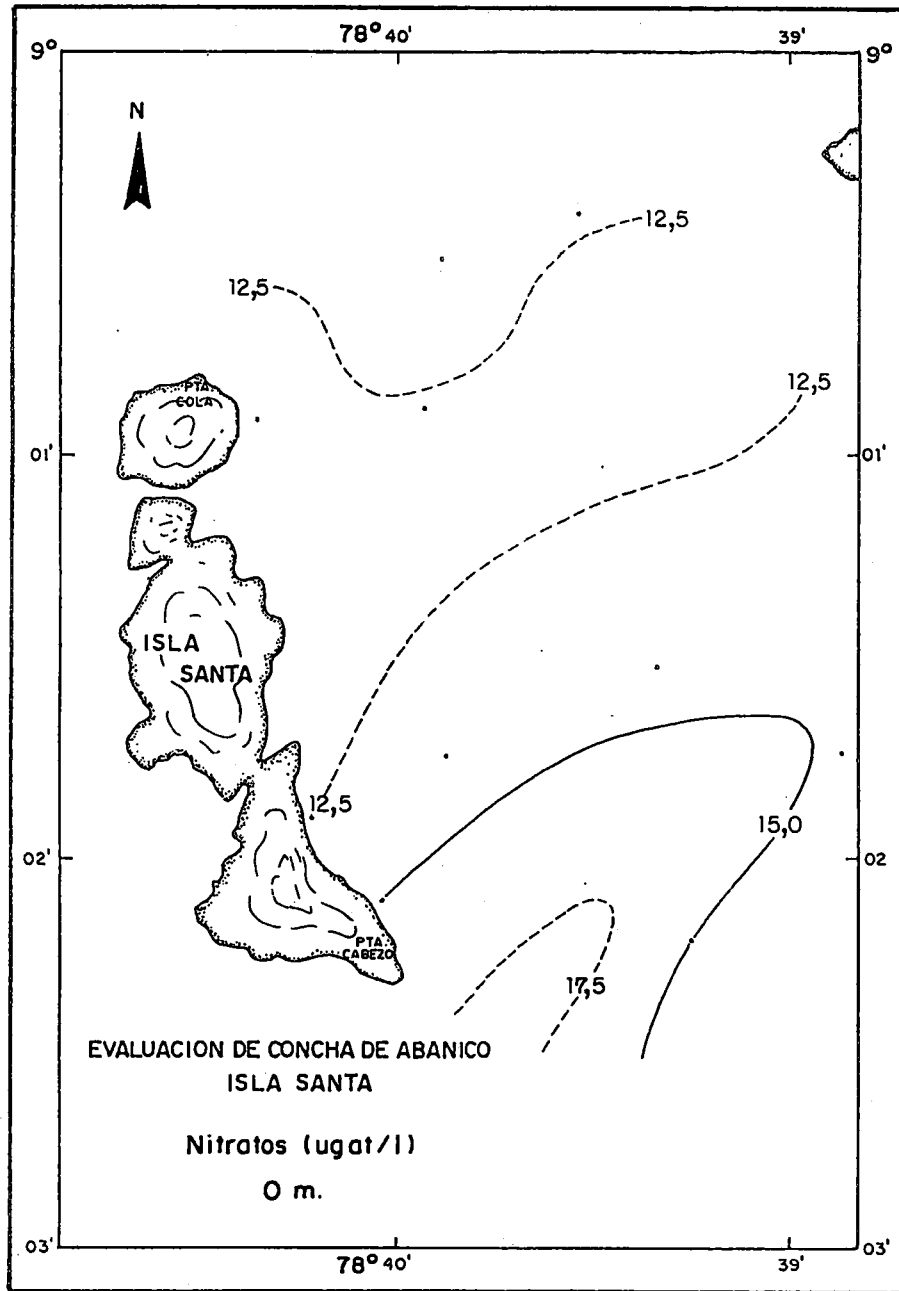 78° 40' 39'
9° 9°
N
12,5
12,5
12,5
PTA
COLA
01' 01'
ISLA
SANTA
12,5
15,0
02' 02
PTA.
CABEZO
17,5
EVALUACION DE CONCHA DE ABANICO
ISLA SANTA
Nitratos (ugat/l)
0 m.
03' 03'
78° 40' 39'